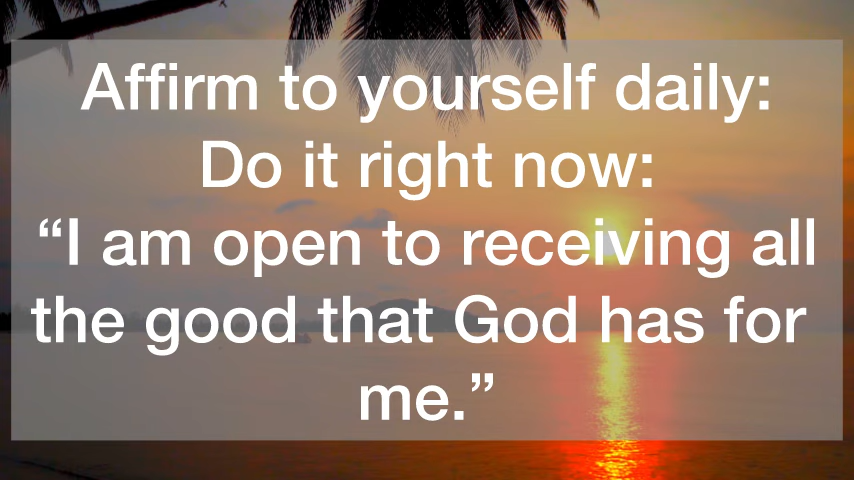 Affirm to yourself daily:
Do it right now:
“I am open to receiving all
the good that God has for
me.”